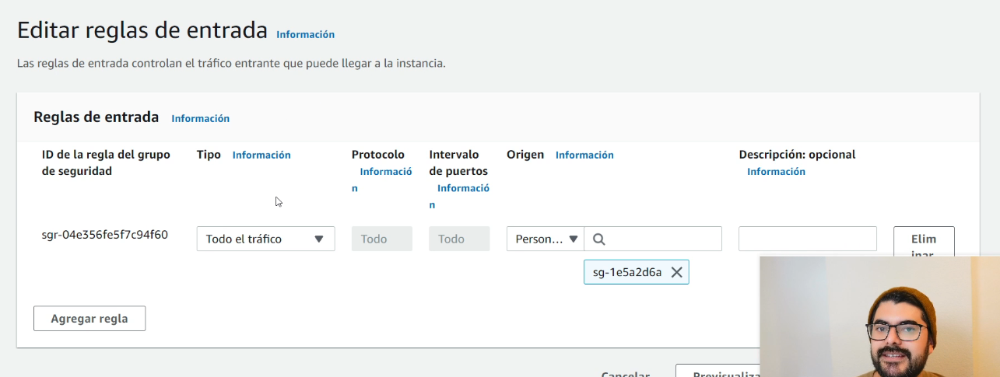 Editar reglas de entrada Información
Las reglas de entrada controlan el tráfico entrante que puede llegar a la instancia.
Reglas de entrada Información
ID de la regla del grupo
de seguridad
Tipo Información
Protocolo
Informació
n
Intervalo
de puertos
Informació
n
Origen Información
Descripción: opcional
Información
sgr-04e356fe5f7c94f60
Todo el tráfico
Todo
Todo
Person...
Elim
inar
sg-1e5a2d6a
Agregar regla
Cancelar
Previsualiza